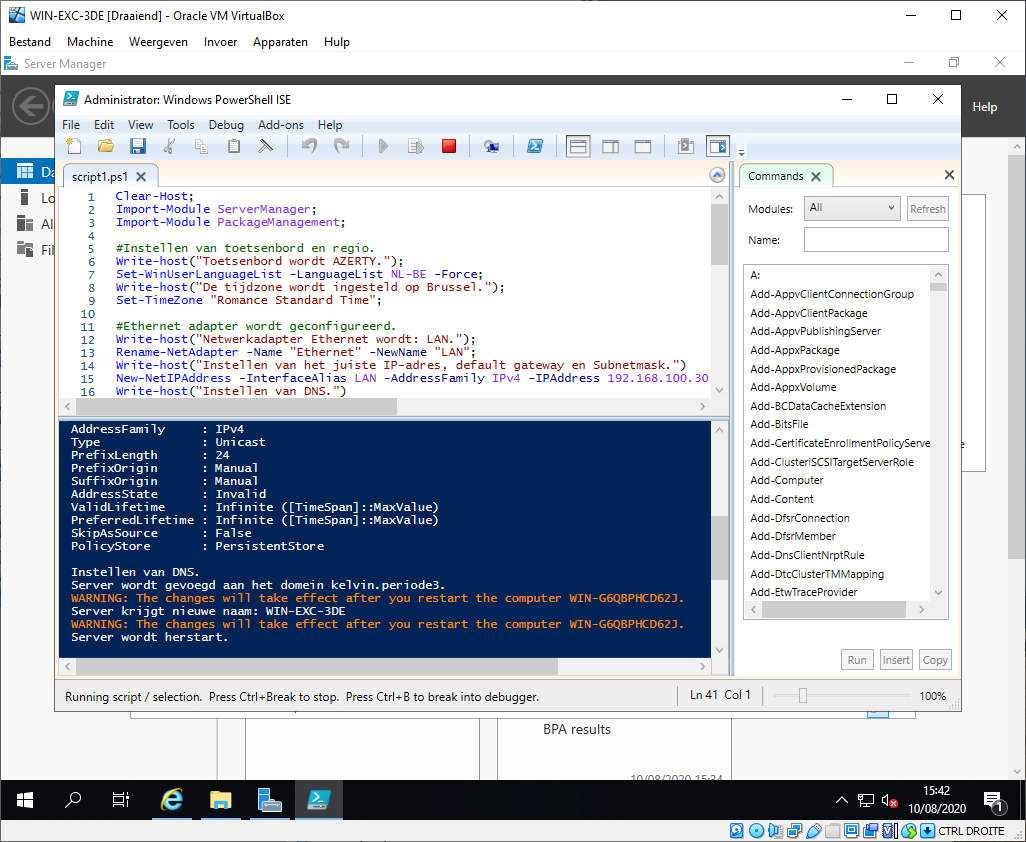 WIN-EXC-3DE [Draaiend] - Oracle VM VirtualBox
Bestand Machine Weergeven Invoer Apparaten Hulp
Server Manager
Help
Administrator: Windows PowerShell ISE
File Edit View Tools Debug Add-ons Help
script1.ps1
1 Clear-Host;
2 Import-Module ServerManager;
3 Import-Module PackageManagement;
4
5 #Instellen van toetsenbord en regio.
6 Write-host("Toetsenbord wordt AZERTY.");
7 Set-WinUserLanguageList -LanguageList NL-BE -Force;
8 Write-host("De tijdzone wordt ingesteld op Brussel.");
9 Set-TimeZone "Romance Standard Time";
10
11 #Ethernet adapter wordt geconfigureerd.
12 Write-host("Netwerkadapter Ethernet wordt: LAN.");
13 Rename-NetAdapter -Name "Ethernet" -NewName "LAN";
14 Write-host("Instellen van het juiste IP-adres, default gateway en Subnetmask.")
15 New-NetIPAddress -InterfaceAlias LAN -AddressFamily IPv4 -IPAddress 192.168.100.30
16 Write-host("Instellen van DNS.")
AddressFamily : IPv4
Type : Unicast
PrefixLength : 24
PrefixOrigin : Manual
SuffixOrigin : Manual
AddressState : Invalid
ValidLifetime : Infinite ([TimeSpan]::MaxValue)
PreferredLifetime : Infinite ([TimeSpan]::MaxValue)
SkipAsSource : False
PolicyStore : PersistentStore
Instellen van DNS.
Server wordt gevoegd aan het domein kelvin.periode3.
WARNING: The changes will take effect after you restart the computer WIN-G6QBPHCD62J.
Server krijgt nieuwe naam: WIN-EXC-3DE
WARNING: The changes will take effect after you restart the computer WIN-G6QBPHCD62J.
Server wordt herstart.
Commands
Modules: All Refresh
Name:
A:
Add-AppvClientConnectionGroup
Add-AppvClientPackage
Add-AppvPublishingServer
Add-AppxPackage
Add-AppxProvisionedPackage
Add-AppxVolume
Add-BCDataCacheExtension
Add-BitsFile
Add-CertificateEnrollmentPolicyServe
Add-ClusteriSCSITargetServerRole
Add-Computer
Add-Content
Add-DfsrConnection
Add-DfsrMember
Add-DnsClientNrptRule
Add-DtcClusterTMMapping
Add-EtwTraceProvider
Run Insert Copy
Running script / selection. Press Ctrl+Break to stop. Press Ctrl+B to break into debugger.
Ln 41 Col 1
100%
Da
Lo
Al
Fil
BPA results
10/08/2020 15:34
15:42
10/08/2020
1
CTRL DROITE